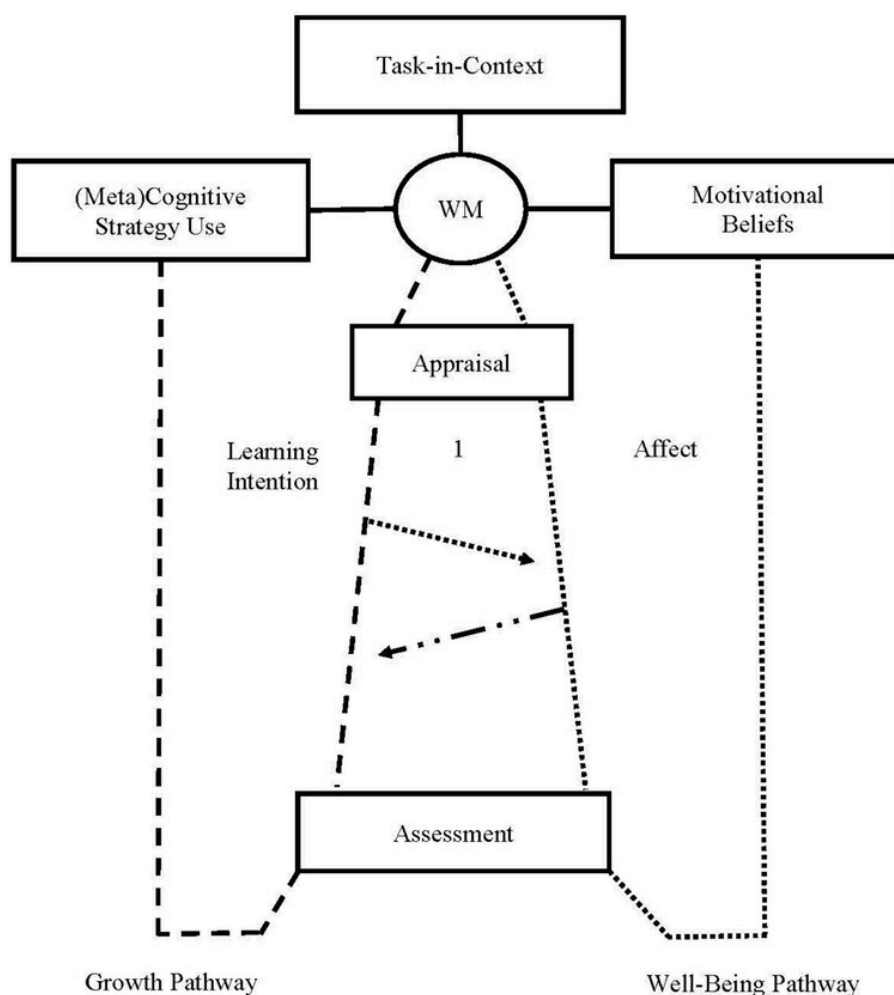 Task-in-Context
(Meta)Cognitive
Strategy Use
WM
Motivational
Beliefs
Appraisal
Learning
Intention
1
Affect
Assessment
Growth Pathway
Well-Being Pathway